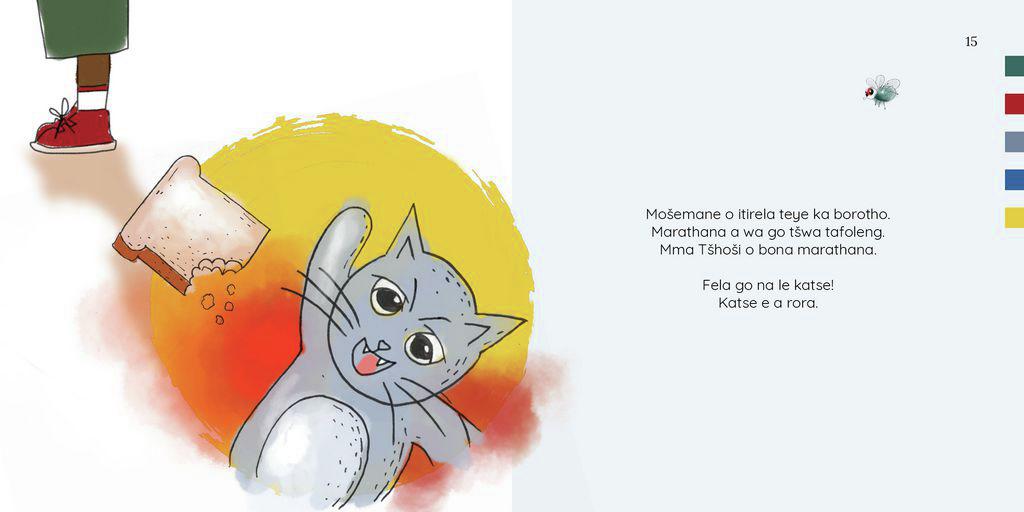 15
Mošemane o itirela teye ka borotho.
Marathana a wa go tšwa tafoleng.
Mma Tšhoši o bona marathana.
Fela go na le katse!
Katse e a rora.